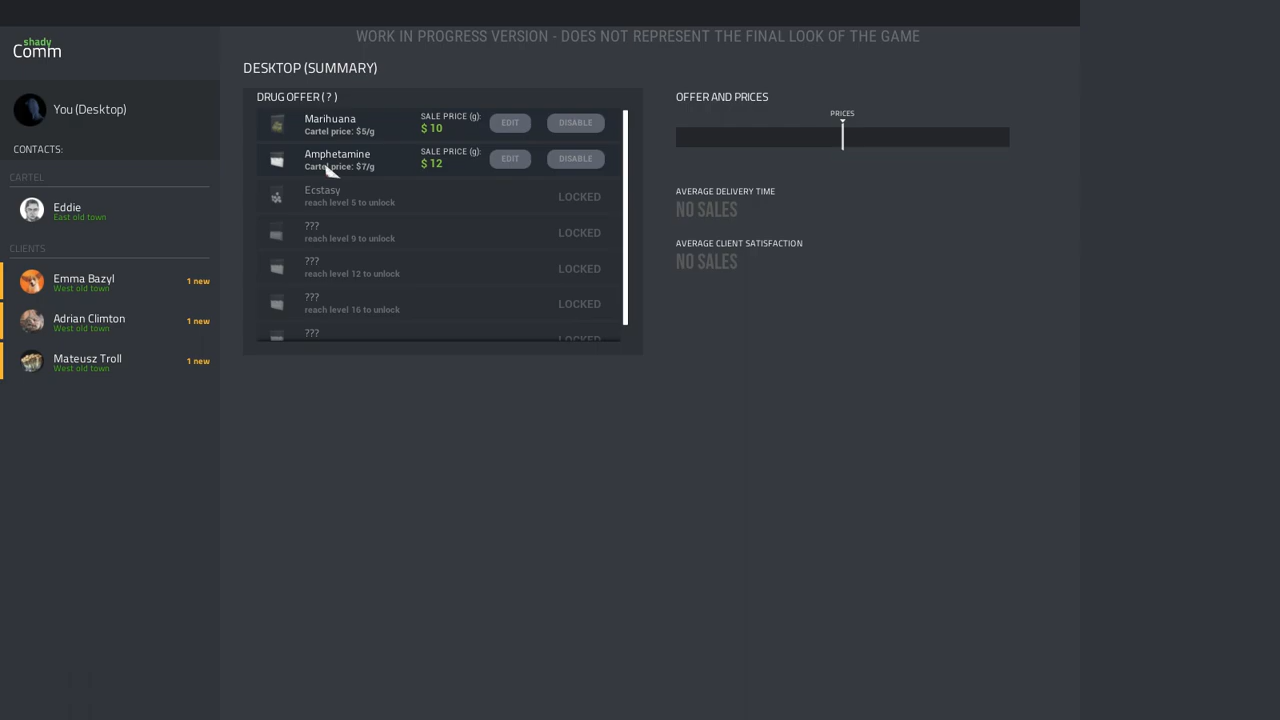 WORK IN PROGRESS VERSION - DOES NOT REPRESENT THE FINAL LOOK OF THE GAME
shady
Comm
You (Desktop)
CONTACTS:
CARTEL
Eddie
East old town
CLIENTS
Emma Bazyl
West old town
1 new
Adrian Climton
West old town
1 new
Mateusz Troll
West old town
1 new
DESKTOP (SUMMARY)
DRUG OFFER ( ? )
Marihuana
Cartel price: $5/g
SALE PRICE (g):
$ 10
EDIT
DISABLE
Amphetamine
Cartel price: $7/g
SALE PRICE (g):
$ 12
EDIT
DISABLE
Ecstasy
reach level 5 to unlock
LOCKED
???
reach level 9 to unlock
LOCKED
???
reach level 12 to unlock
LOCKED
???
reach level 16 to unlock
LOCKED
???
LOCKED
OFFER AND PRICES
PRICES
AVERAGE DELIVERY TIME
NO SALES
AVERAGE CLIENT SATISFACTION
NO SALES